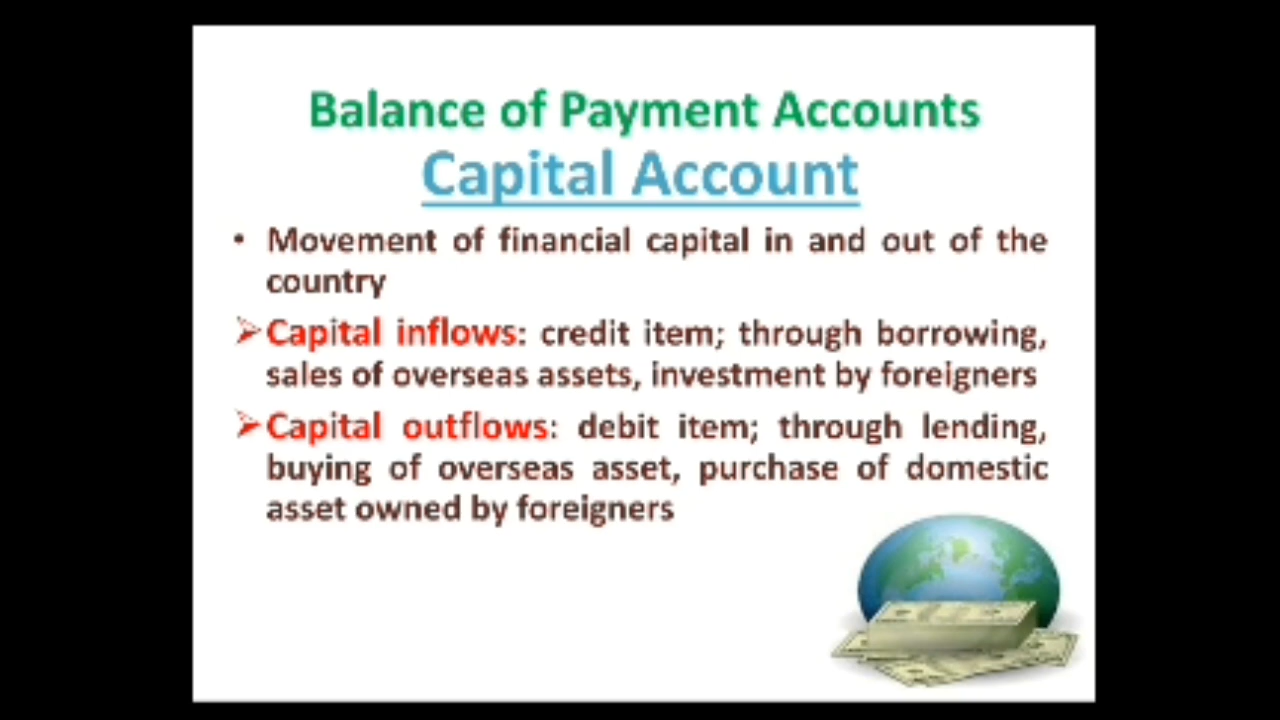 Balance of Payment Accounts
Capital Account
• Movement of financial capital in and out of the
country
➢Capital inflows: credit item; through borrowing,
sales of overseas assets, investment by foreigners
➢Capital outflows: debit item; through lending,
buying of overseas asset, purchase of domestic
asset owned by foreigners